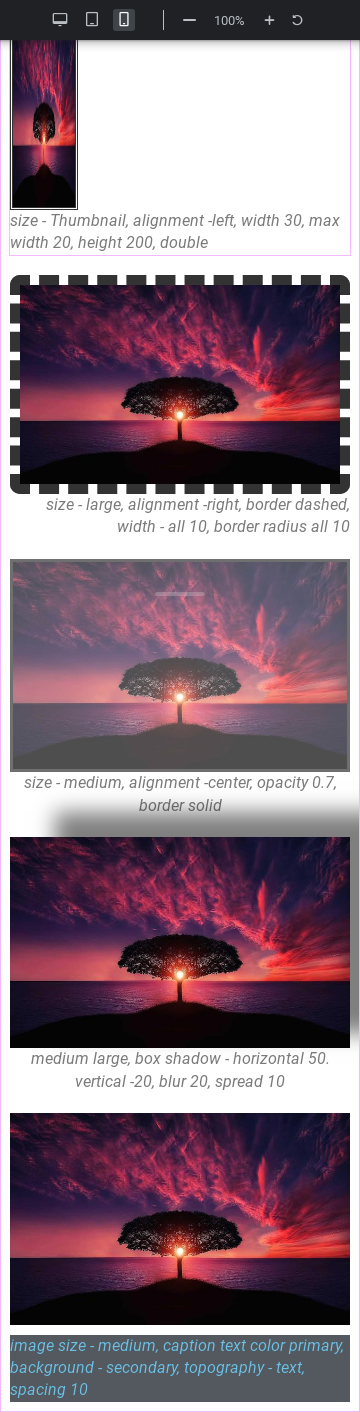 100%
size - Thumbnail, alignment -left, width 30, max
width 20, height 200, double
size - large, alignment -right, border dashed,
width - all 10, border radius all 10
size - medium, alignment -center, opacity 0.7,
border solid
medium large, box shadow - horizontal 50.
vertical -20, blur 20, spread 10
image size - medium, caption text color primary,
background - secondary, topography - text,
spacing 10